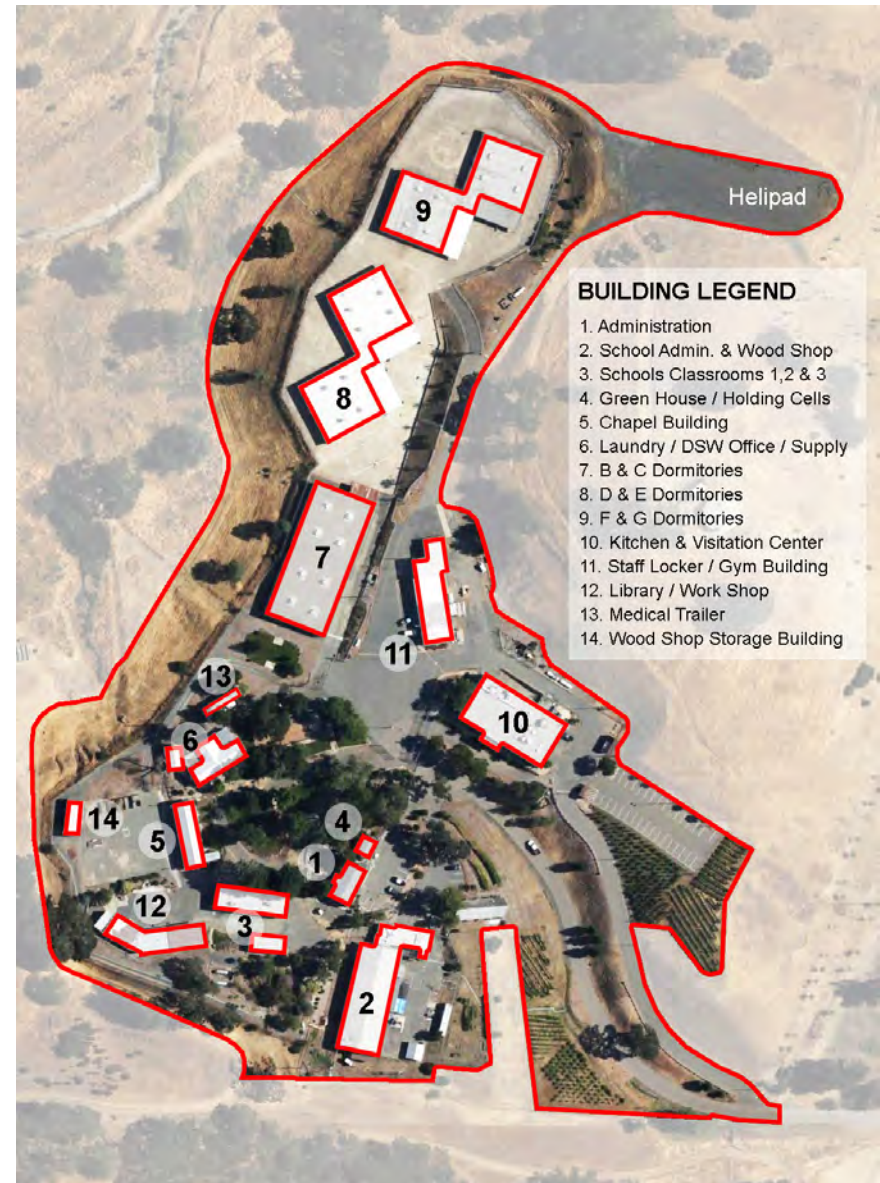 Helipad
BUILDING LEGEND
1. Administration
2. School Admin. & Wood Shop
3. Schools Classrooms 1,2 & 3
4. Green House / Holding Cells
5. Chapel Building
6. Laundry / DSW Office / Supply
7. B & C Dormitories
8. D & E Dormitories
9. F & G Dormitories
10. Kitchen & Visitation Center
11. Staff Locker / Gym Building
12. Library / Work Shop
13. Medical Trailer
14. Wood Shop Storage Building
9
8
7
11
13
10
6
14
4
5
1
12
3
2